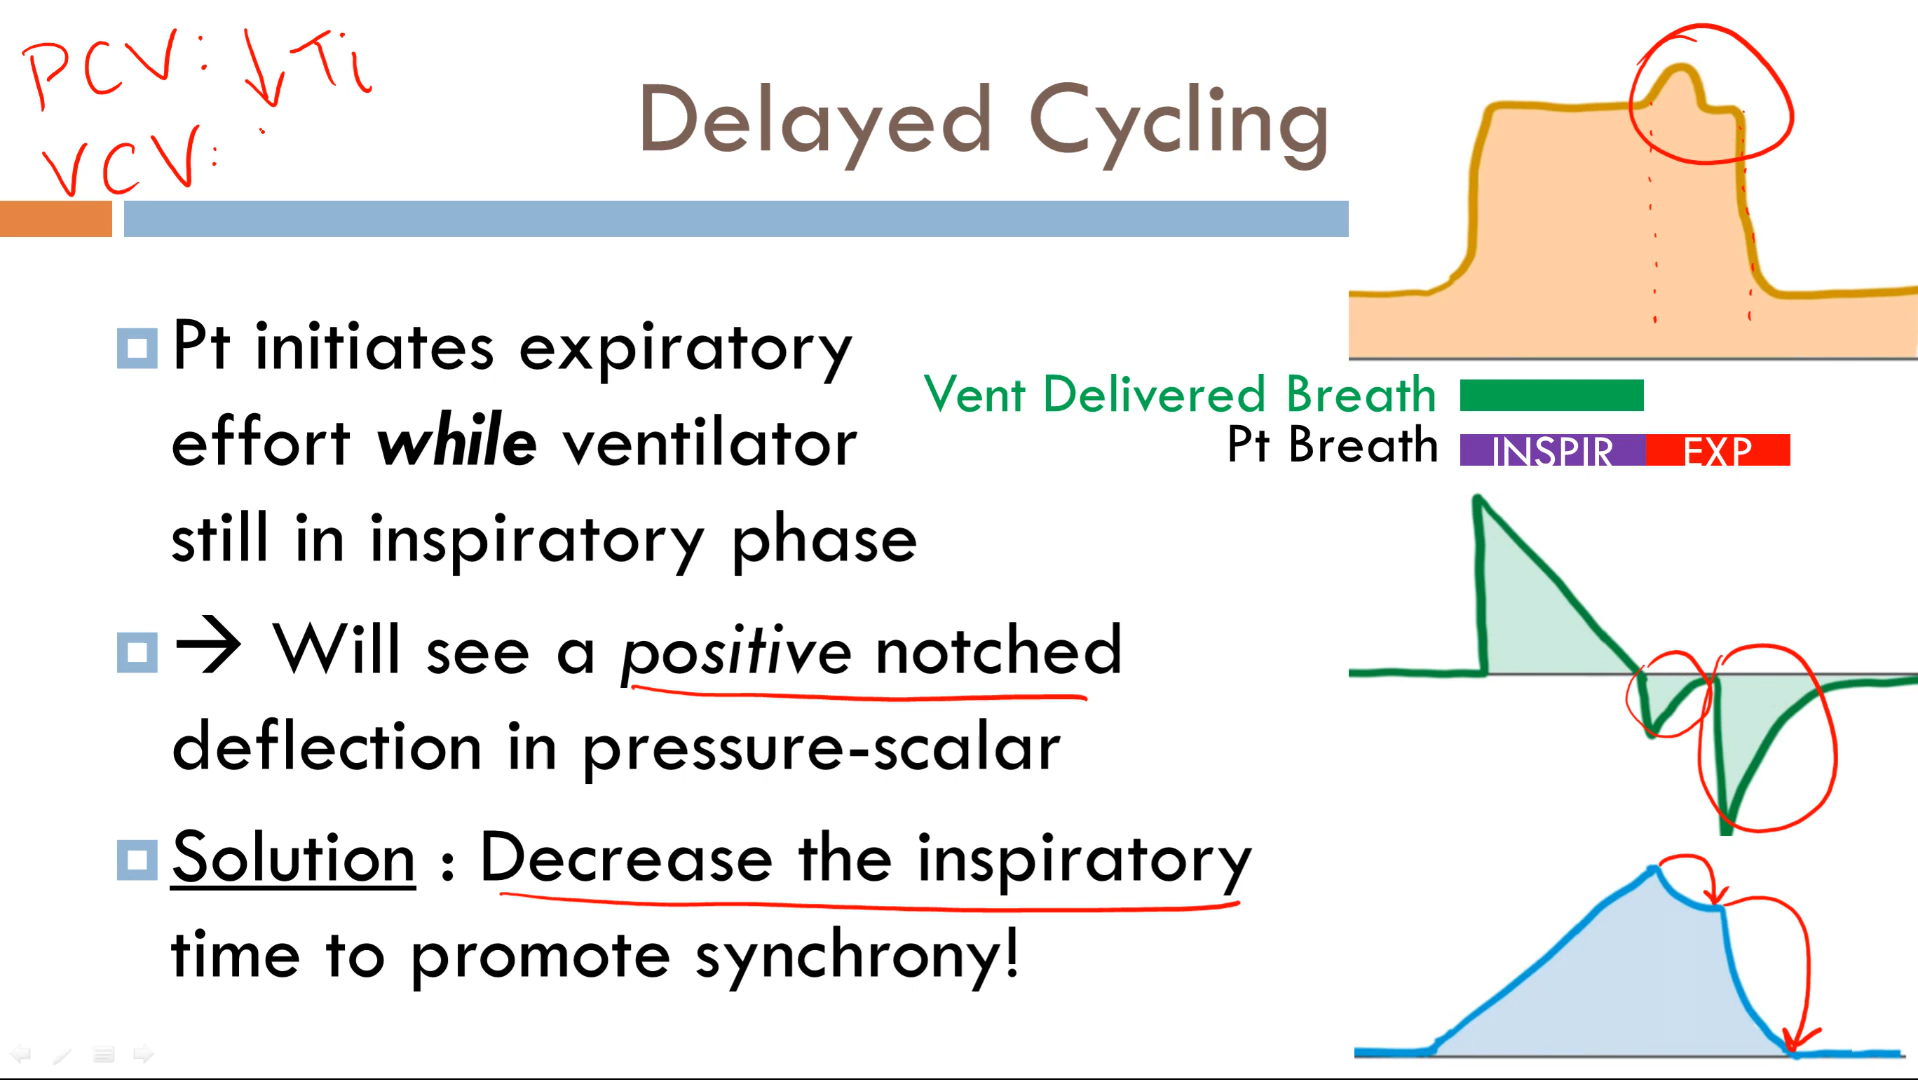 PCV: ↓ Ti
VCV:
Delayed Cycling
Pt initiates expiratory
effort while ventilator
still in inspiratory phase
→ Will see a positive notched
deflection in pressure-scalar
Solution : Decrease the inspiratory
time to promote synchrony!
Vent Delivered Breath
Pt Breath INSPIR EXP